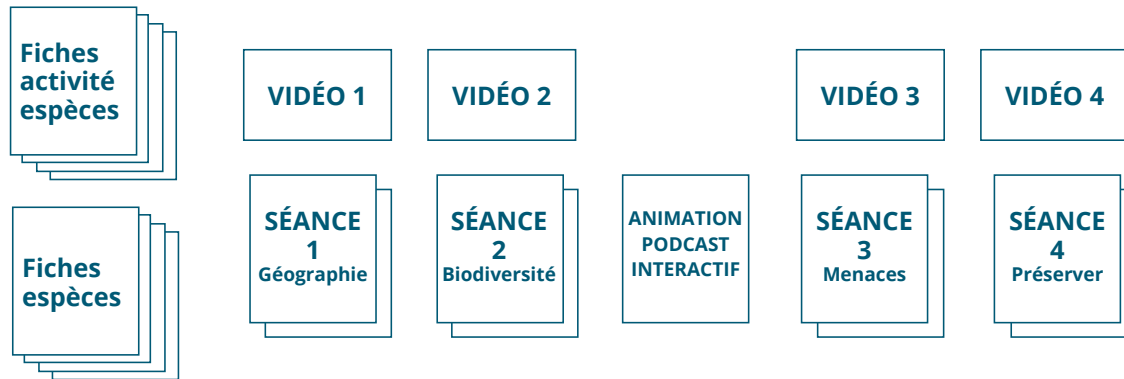 Fiches
activité
espèces
Fiches
espèces
VIDÉO 1
VIDÉO 2
VIDÉO 3
VIDÉO 4
SÉANCE
1
Géographie
SÉANCE
2
Biodiversité
ANIMATION
PODCAST
INTERACTIF
SÉANCE
3
Menaces
SÉANCE
4
Préserver